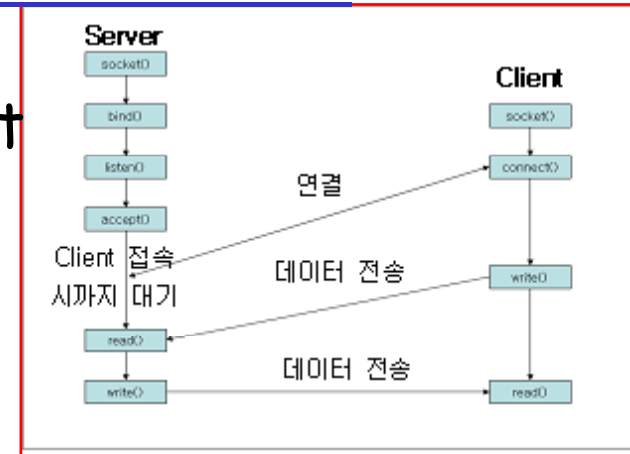 Server
socket()
bind()
listen()
accept()
Client 접속
시까지 대기
read()
write()
연결
데이터 전송
데이터 전송
Client
socket()
connect()
write()
read()